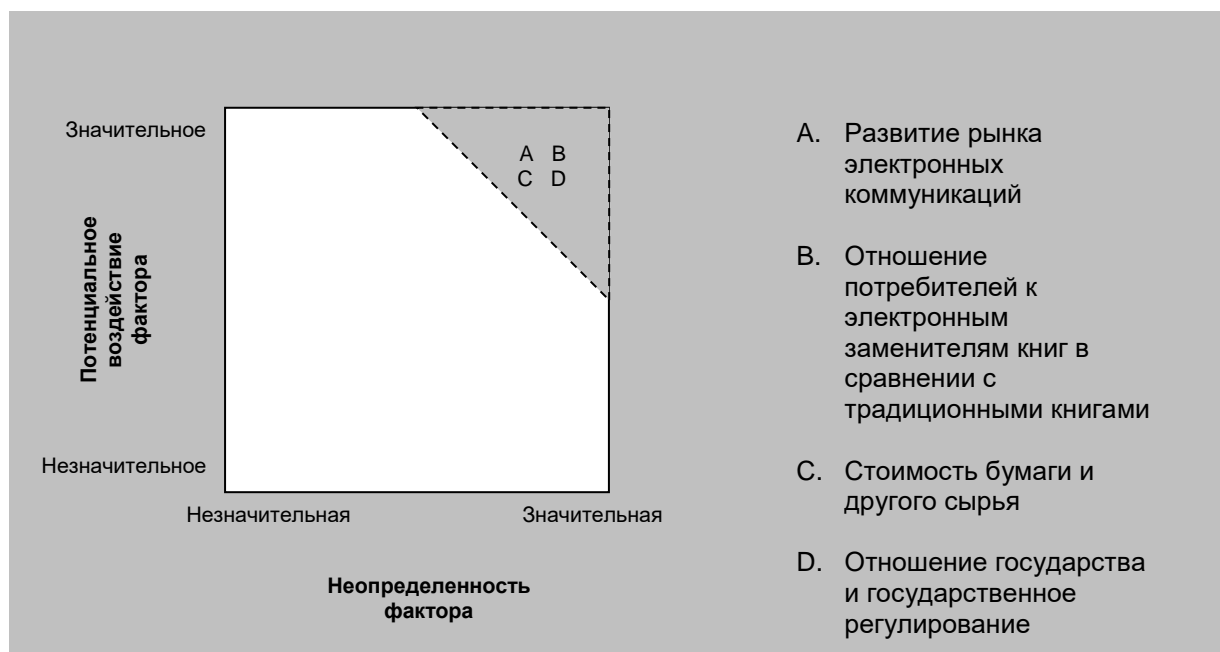 Значительное
A B
C D
Потенциальное
воздействие
фактора
Незначительное
Незначительная
Значительная
Неопределенность
фактора
A. Развитие рынка
электронных
коммуникаций
B. Отношение
потребителей к
электронным
заменителям книг в
сравнении с
традиционными книгами
C. Стоимость бумаги и
другого сырья
D. Отношение государства
и государственное
регулирование